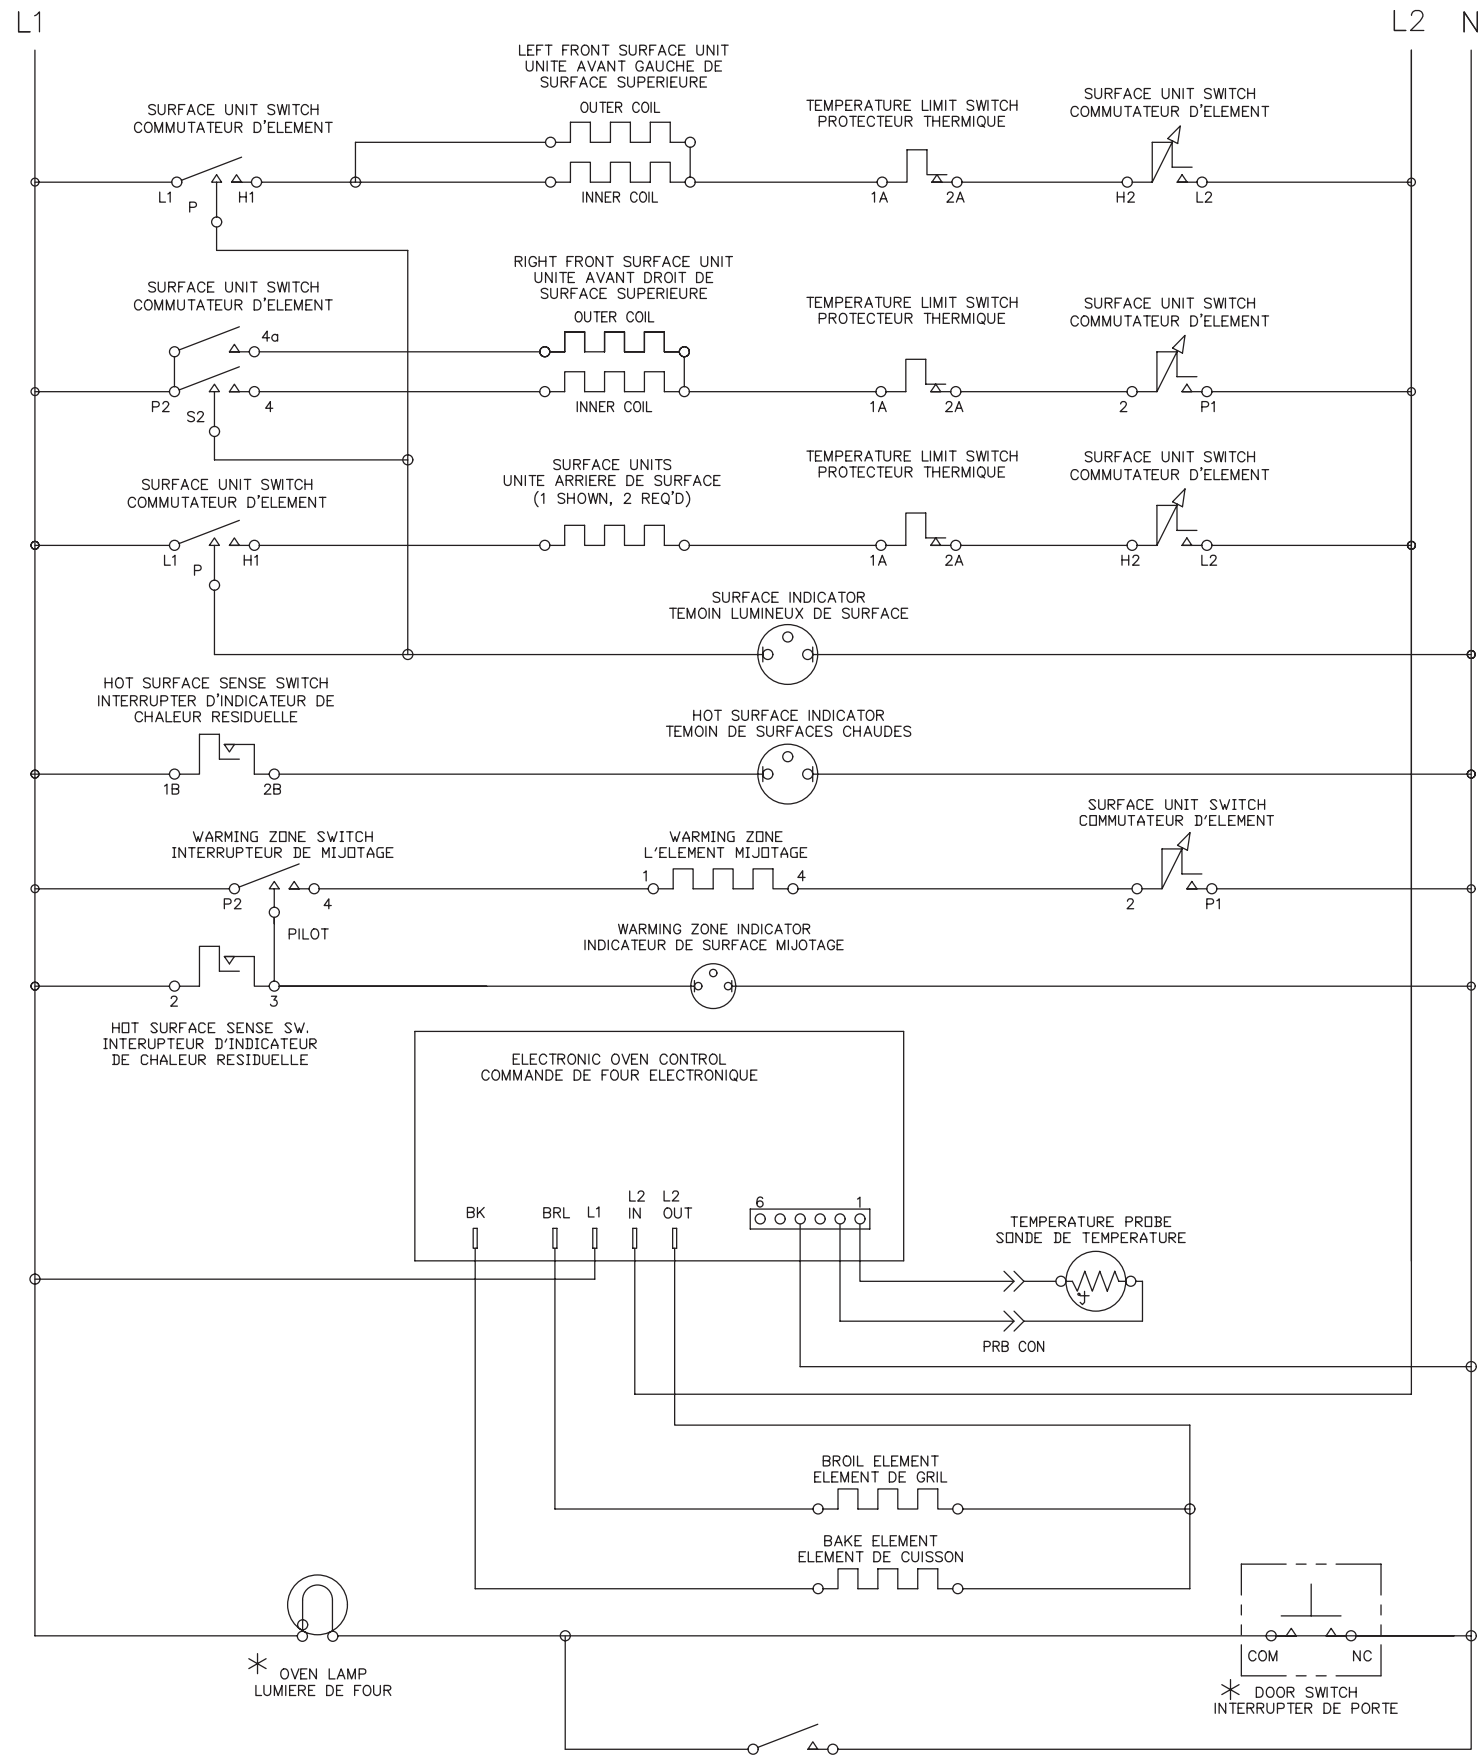 L1
L2
N
LEFT FRONT SURFACE UNIT
UNITE AVANT GAUCHE DE
SURFACE SUPERIEURE
SURFACE UNIT SWITCH
COMMUTATEUR D'ELEMENT
OUTER COIL
TEMPERATURE LIMIT SWITCH
PROTECTEUR THERMIQUE
SURFACE UNIT SWITCH
COMMUTATEUR D'ELEMENT
L1
P
H1
INNER COIL
1A
2A
H2
L2
RIGHT FRONT SURFACE UNIT
UNITE AVANT DROIT DE
SURFACE SUPERIEURE
SURFACE UNIT SWITCH
COMMUTATEUR D'ELEMENT
OUTER COIL
TEMPERATURE LIMIT SWITCH
PROTECTEUR THERMIQUE
SURFACE UNIT SWITCH
COMMUTATEUR D'ELEMENT
4a
P2
S2
4
INNER COIL
1A
2A
2
P1
SURFACE UNIT SWITCH
COMMUTATEUR D'ELEMENT
SURFACE UNITS
UNITE ARRIERE DE SURFACE
(1 SHOWN, 2 REQ'D)
TEMPERATURE LIMIT SWITCH
PROTECTEUR THERMIQUE
SURFACE UNIT SWITCH
COMMUTATEUR D'ELEMENT
L1
P
H1
1A
2A
H2
L2
SURFACE INDICATOR
TEMOIN LUMINEUX DE SURFACE
HOT SURFACE SENSE SWITCH
INTERRUPTER D'INDICATEUR DE
CHALEUR RESIDUELLE
HOT SURFACE INDICATOR
TEMOIN DE SURFACES CHAUDES
1B
2B
SURFACE UNIT SWITCH
COMMUTATEUR D'ELEMENT
WARMING ZONE SWITCH
INTERRUPTEUR DE MIJOTAGE
WARMING ZONE
L'ELEMENT MIJOTAGE
P2
4
1
4
2
P1
PILOT
WARMING ZONE INDICATOR
INDICATEUR DE SURFACE MIJOTAGE
2
3
HOT SURFACE SENSE SW.
INTERUPTEUR D'INDICATEUR
DE CHALEUR RESIDUELLE
ELECTRONIC OVEN CONTROL
COMMANDE DE FOUR ELECTRONIQUE
BK
BRL
L1
L2
IN
L2
OUT
6
1
TEMPERATURE PROBE
SONDE DE TEMPERATURE
PRB CON
BROIL ELEMENT
ELEMENT DE GRIL
BAKE ELEMENT
ELEMENT DE CUISSON
OVEN LAMP
LUMIERE DE FOUR
COM
NC
DOOR SWITCH
INTERRUPTER DE PORTE